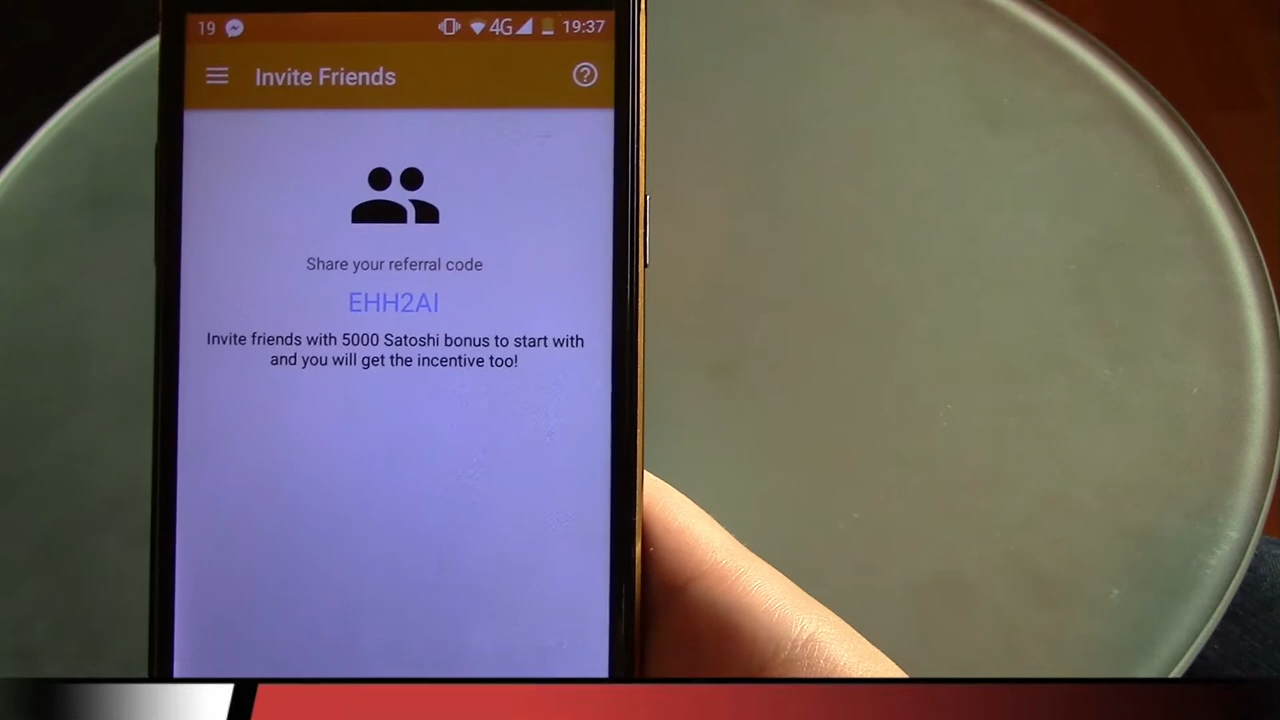 19 4G 19:37
Invite Friends
Share your referral code
EHH2AI
Invite friends with 5000 Satoshi bonus to start with
and you will get the incentive too!